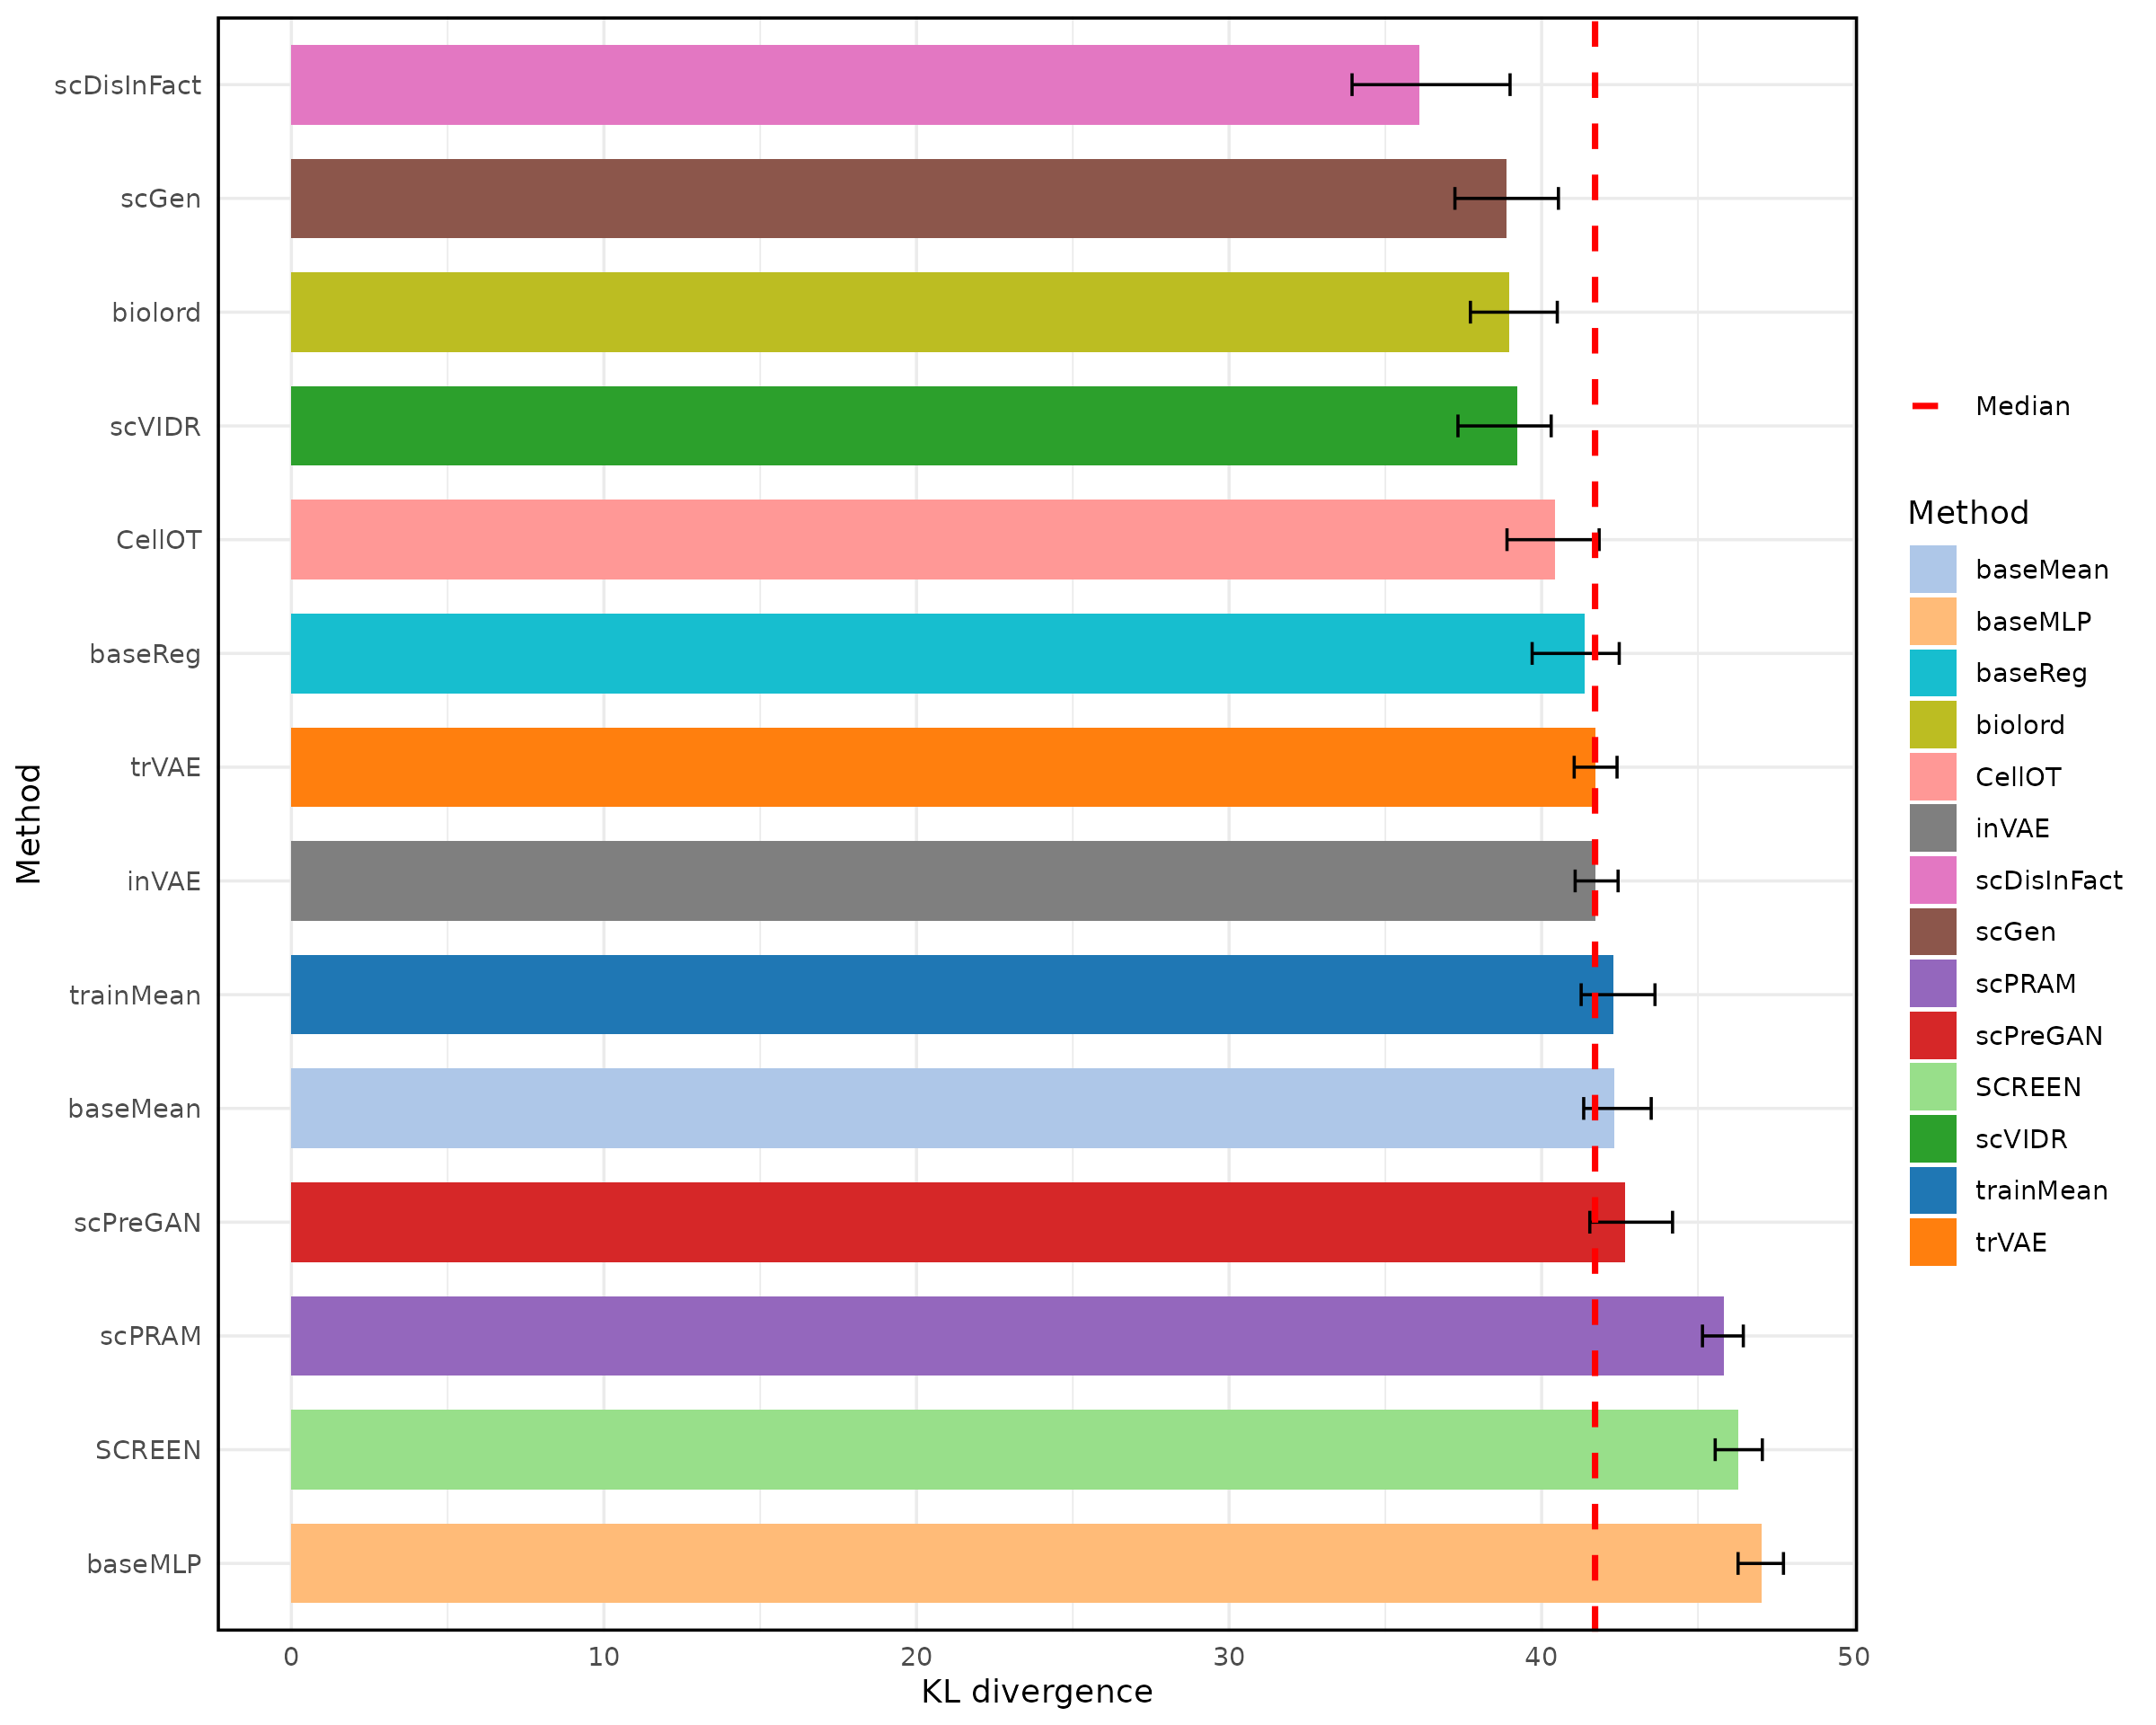 scDisInFact
scGen
biolord
scVIDR
CellOT
baseReg
trVAE
inVAE
trainMean
baseMean
scPreGAN
scPRAM
SCREEN
baseMLP
Method
0 10 20 30 40 50
KL divergence
Median
Method
baseMean
baseMLP
baseReg
biolord
CellOT
inVAE
scDisInFact
scGen
scPRAM
scPreGAN
SCREEN
scVIDR
trainMean
trVAE